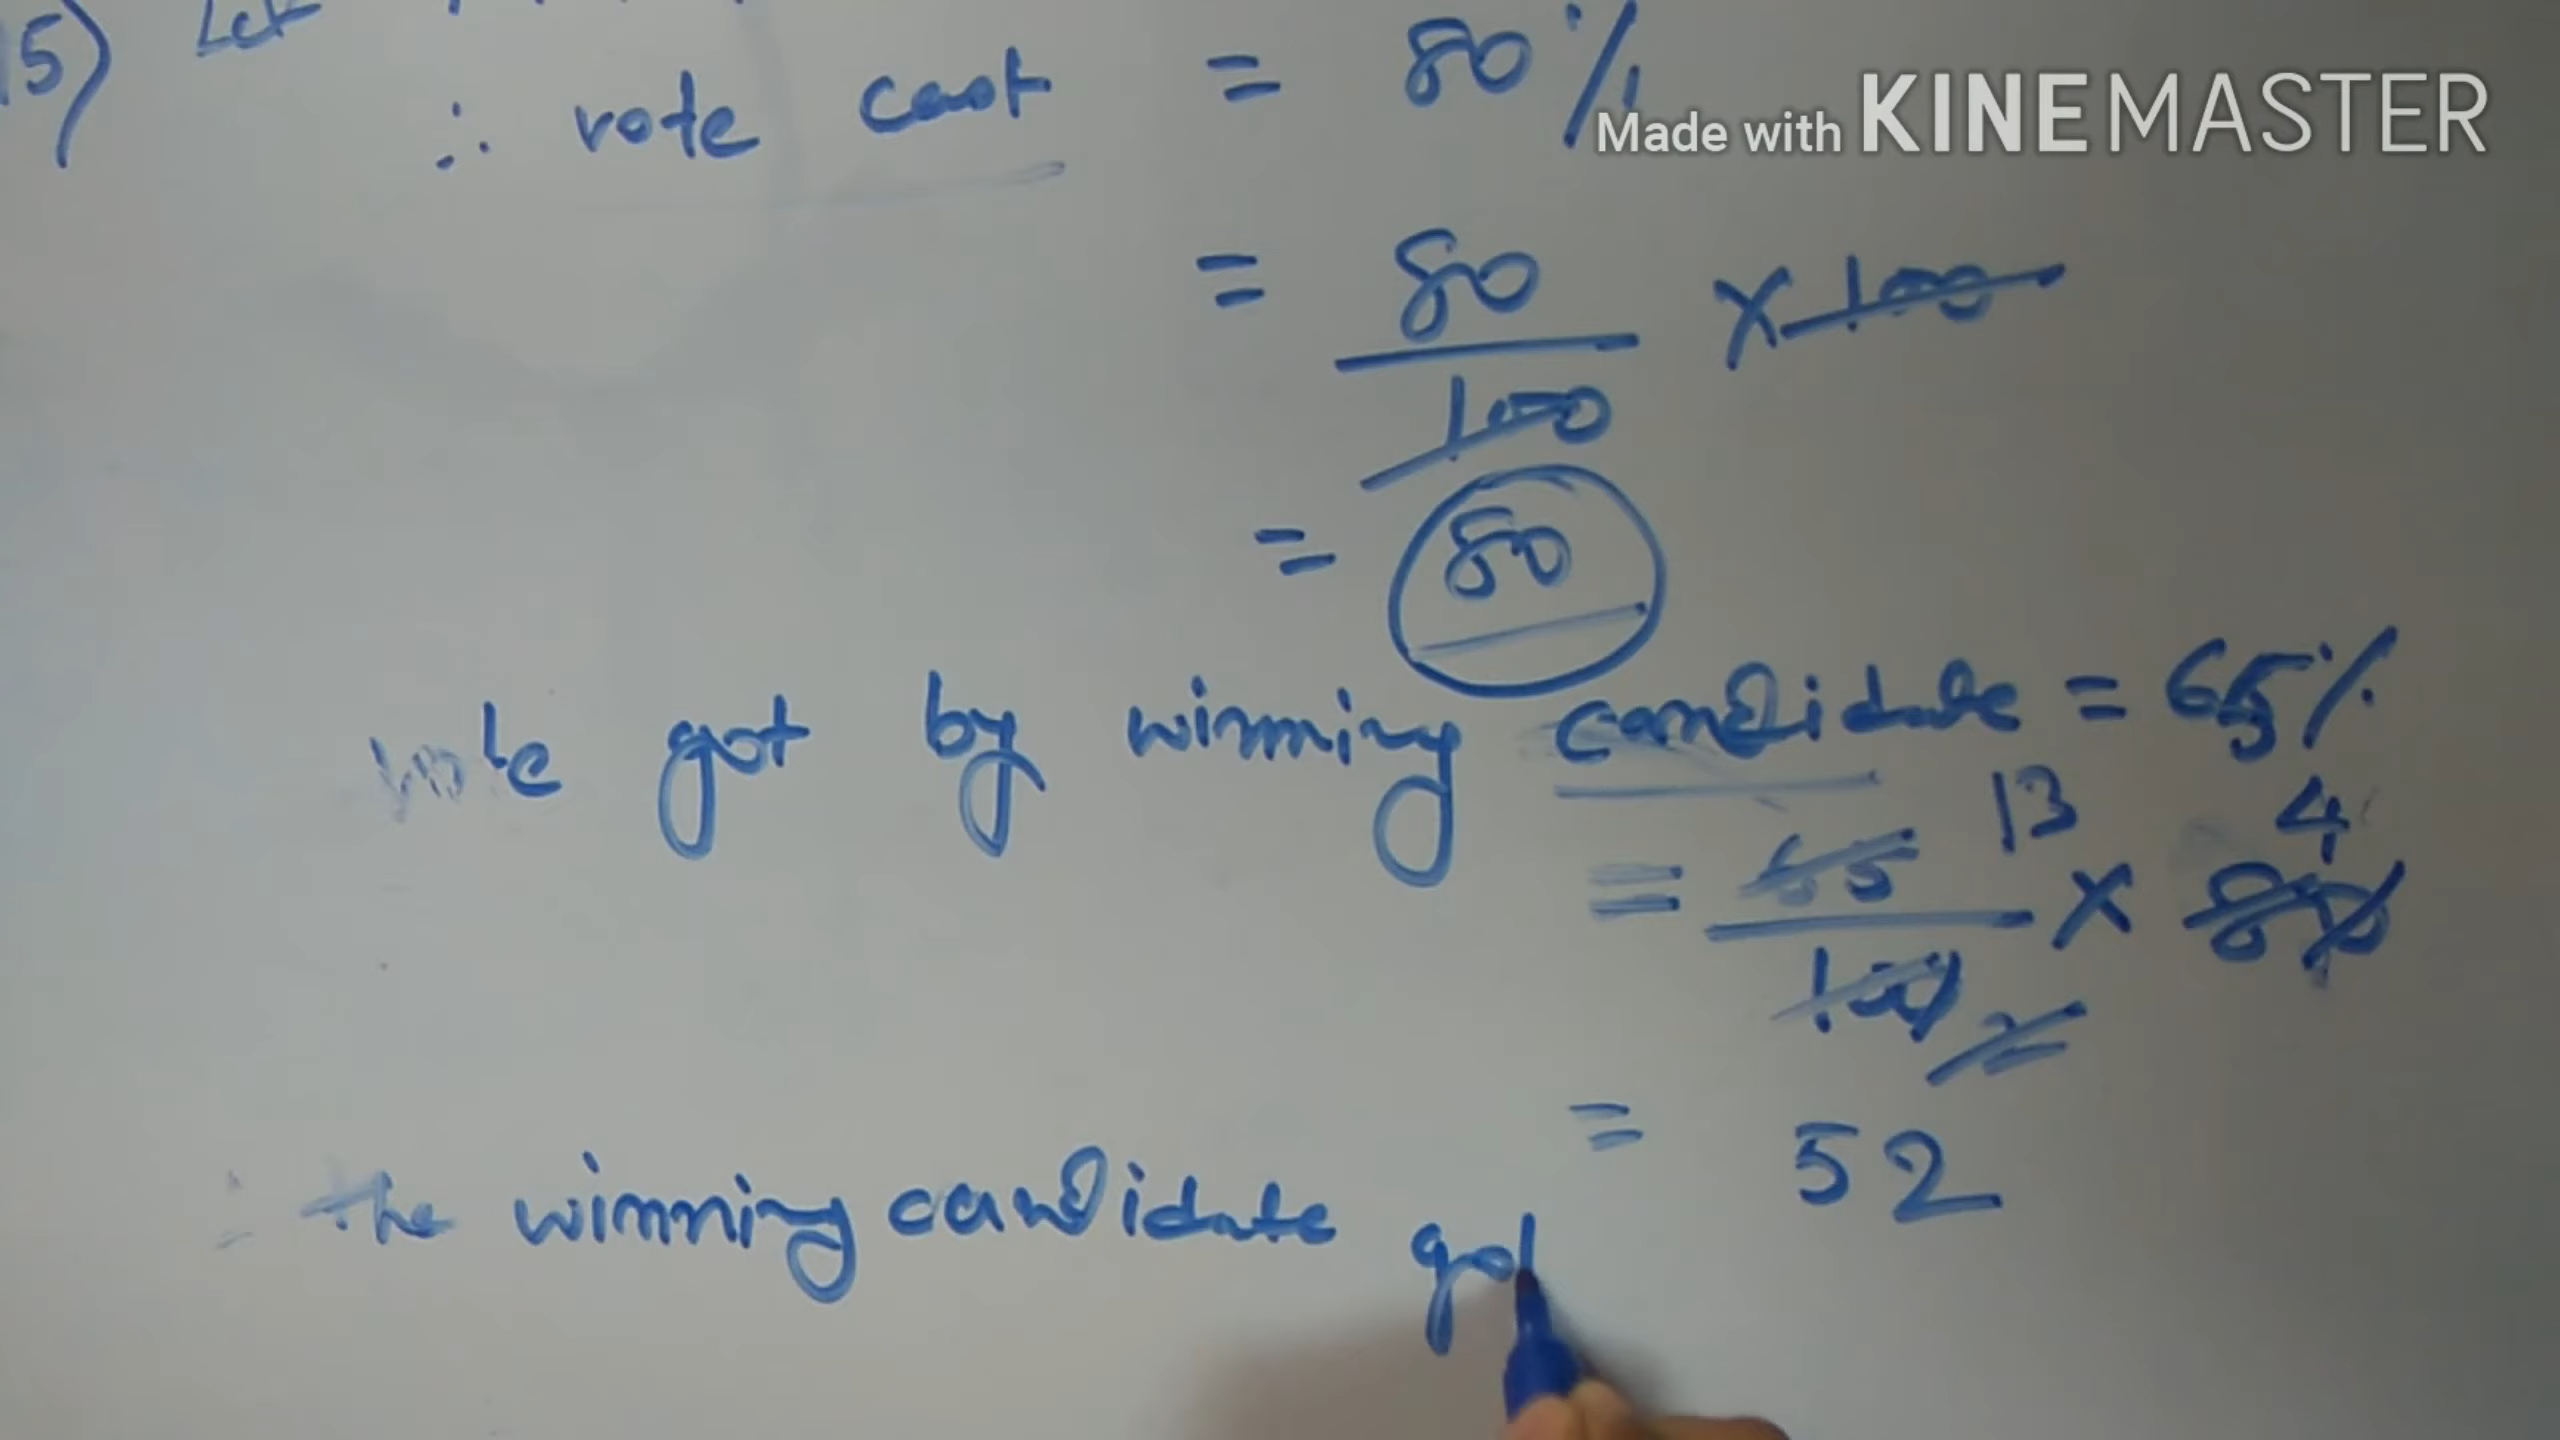 15) Let
∴ vote cast = 80%
Made with KINEMASTER
= 80/100 × 100
= 80
vote got by winning candidate = 65%
13 4
= 65/100 × 80
2
= 52
∴ the winning candidate got